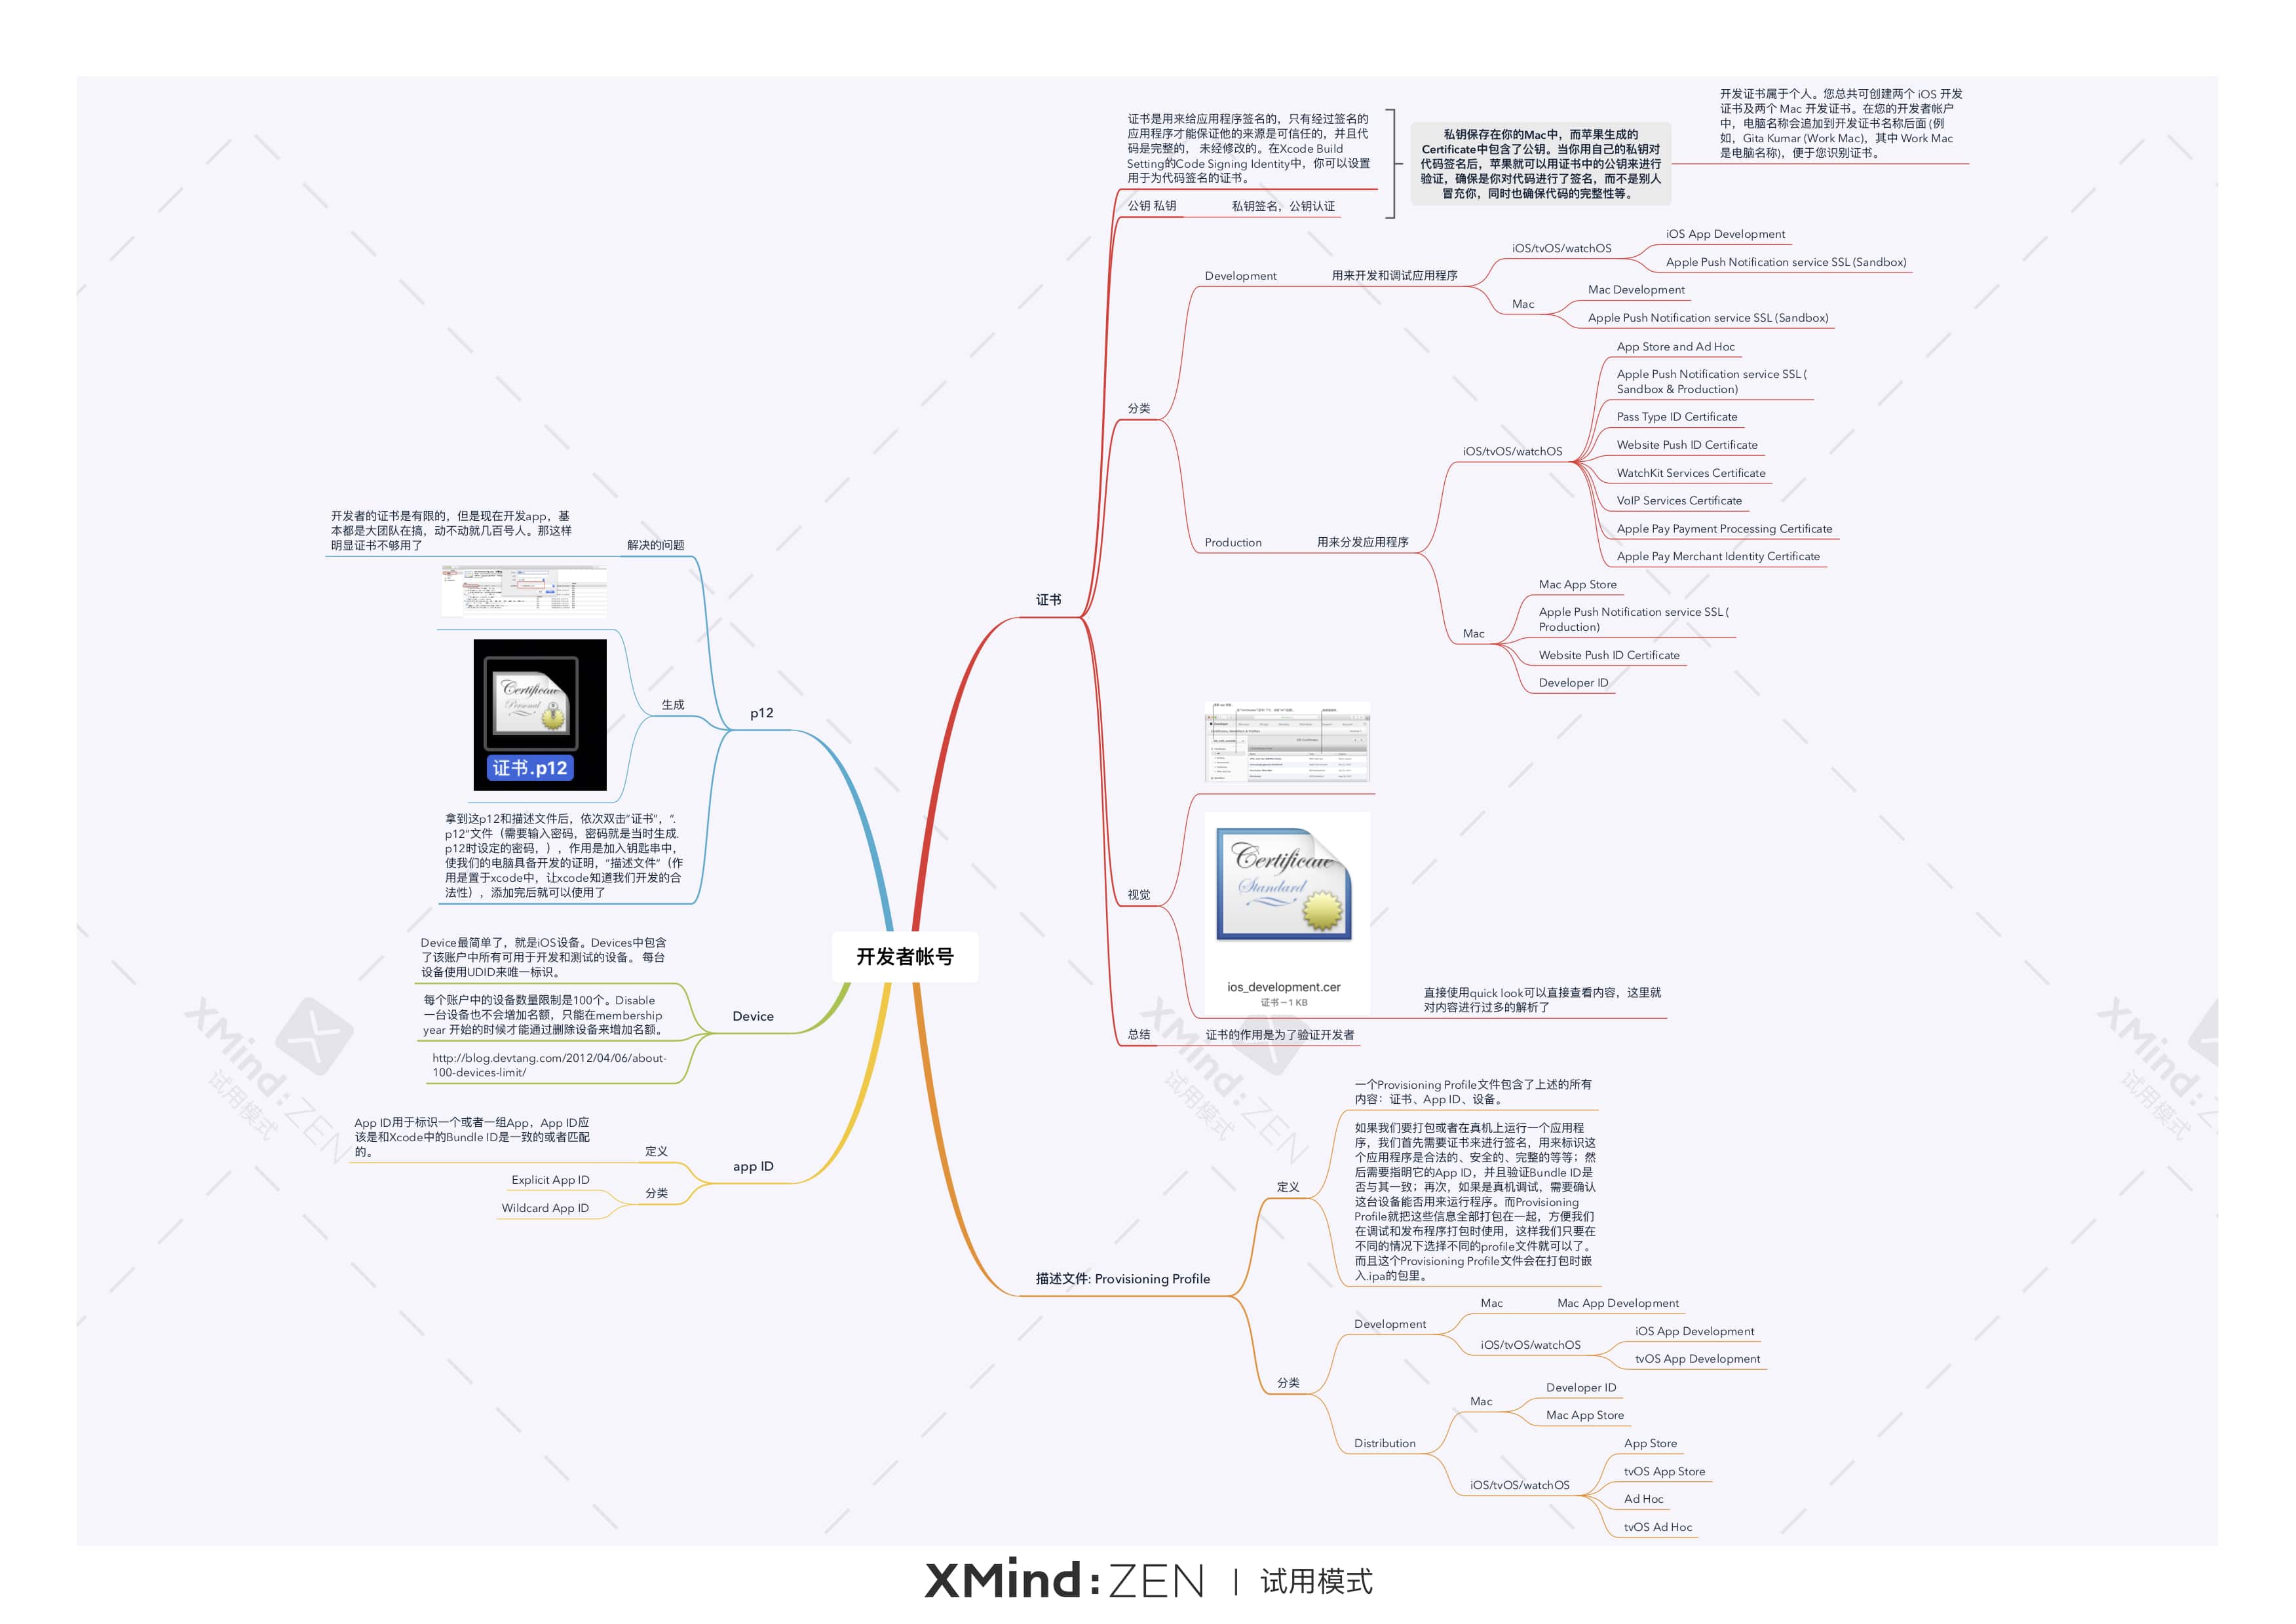 开发者帐号
证书
证书是用来给应用程序签名的，只有经过签名的
应用程序才能保证他的来源是可信任的，并且代
码是完整的， 未经修改的。在Xcode Build
Setting的Code Signing Identity中，你可以设置
用于为代码签名的证书。
公钥 私钥
私钥签名，公钥认证
私钥保存在你的Mac中，而苹果生成的
Certificate中包含了公钥。当你用自己的私钥对
代码签名后，苹果就可以用证书中的公钥来进行
验证，确保是你对代码进行了签名，而不是别人
冒充你，同时也确保代码的完整性等。
开发证书属于个人。您总共可创建两个 iOS 开发
证书及两个 Mac 开发证书。在您的开发者帐户
中，电脑名称会追加到开发证书名称后面 (例
如，Gita Kumar (Work Mac)，其中 Work Mac
是电脑名称)，便于您识别证书。
分类
Development
用来开发和调试应用程序
iOS/tvOS/watchOS
iOS App Development
Apple Push Notification service SSL (Sandbox)
Mac
Mac Development
Apple Push Notification service SSL (Sandbox)
Production
用来分发应用程序
iOS/tvOS/watchOS
App Store and Ad Hoc
Apple Push Notification service SSL (
Sandbox & Production)
Pass Type ID Certificate
Website Push ID Certificate
WatchKit Services Certificate
VoIP Services Certificate
Apple Pay Payment Processing Certificate
Apple Pay Merchant Identity Certificate
Mac
Mac App Store
Apple Push Notification service SSL (
Production)
Website Push ID Certificate
Developer ID
视觉
Certificate
Standard
ios_development.cer
证书 – 1 KB
直接使用quick look可以直接查看内容，这里就
对内容进行过多的解析了
总结
证书的作用是为了验证开发者
描述文件: Provisioning Profile
定义
一个Provisioning Profile文件包含了上述的所有
内容：证书、App ID、设备。
如果我们要打包或者在真机上运行一个应用程
序，我们首先需要证书来进行签名，用来标识这
个应用程序是合法的、安全的、完整的等等；然
后需要指明它的App ID，并且验证Bundle ID是
否与其一致；再次，如果是真机调试，需要确认
这台设备能否用来运行程序。而Provisioning
Profile就把这些信息全部打包在一起，方便我们
在调试和发布程序打包时使用，这样我们只要在
不同的情况下选择不同的profile文件就可以了。
而且这个Provisioning Profile文件会在打包时嵌
入.ipa的包里。
分类
Development
Mac
Mac App Development
iOS/tvOS/watchOS
iOS App Development
tvOS App Development
Distribution
Mac
Developer ID
Mac App Store
iOS/tvOS/watchOS
App Store
tvOS App Store
Ad Hoc
tvOS Ad Hoc
p12
解决的问题
开发者的证书是有限的，但是现在开发app，基
本都是大团队在搞，动不动就几百号人。那这样
明显证书不够用了
生成
Certificate
Personal
证书.p12
拿到这p12和描述文件后，依次双击“证书”，“.
p12”文件（需要输入密码，密码就是当时生成.
p12时设定的密码，），作用是加入钥匙串中，
使我们的电脑具备开发的证明，“描述文件”（作
用是置于xcode中，让xcode知道我们开发的合
法性），添加完后就可以使用了
Device
Device最简单了，就是iOS设备。Devices中包含
了该账户中所有可用于开发和测试的设备。 每台
设备使用UDID来唯一标识。
每个账户中的设备数量限制是100个。Disable
一台设备也不会增加名额，只能在membership
year 开始的时候才能通过删除设备来增加名额。
http://blog.devtang.com/2012/04/06/about-
100-devices-limit/
app ID
定义
App ID用于标识一个或者一组App，App ID应
该是和Xcode中的Bundle ID是一致的或者匹配
的。
分类
Explicit App ID
Wildcard App ID
XMind:ZEN
试用模式
XMind:ZEN
试用模式
XMind:Z
试用模式
XMind:ZEN | 试用模式